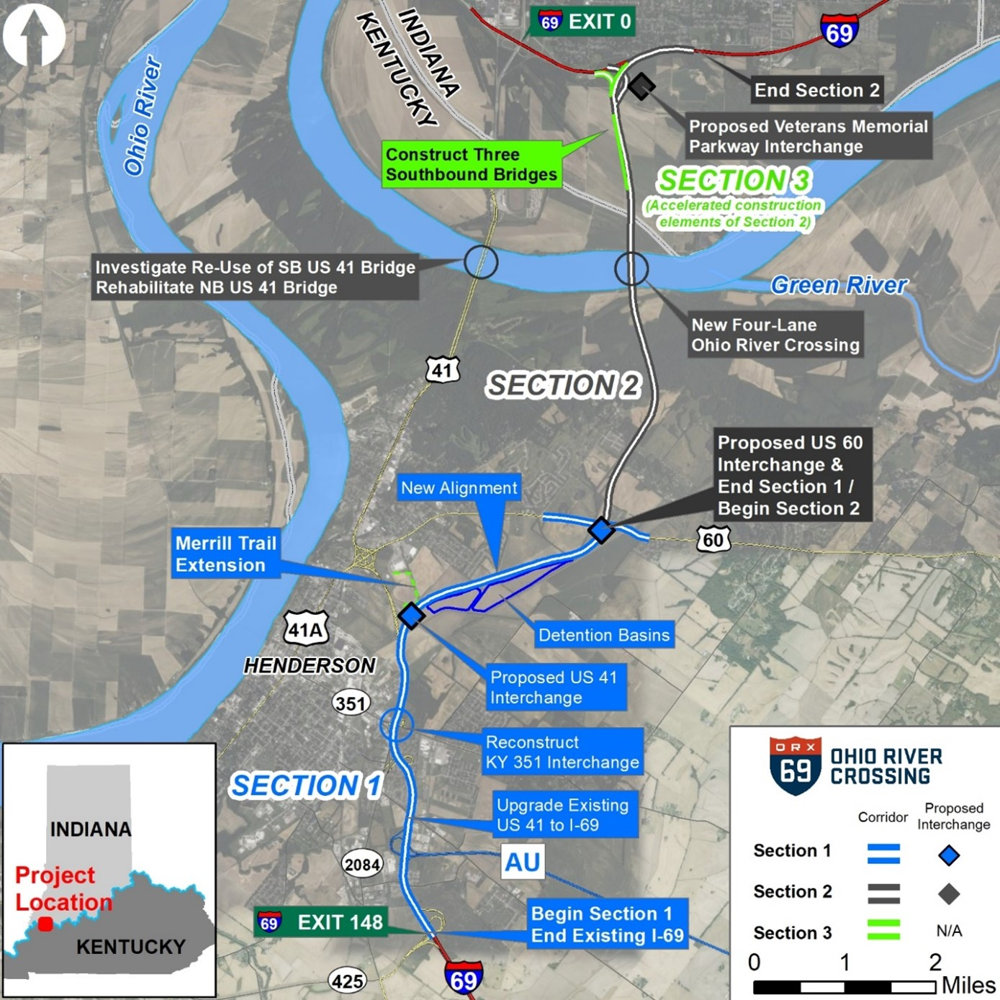 69 EXIT 0
INDIANA
KENTUCKY
69
Ohio River
End Section 2
Proposed Veterans Memorial
Parkway Interchange
Construct Three
Southbound Bridges
SECTION 3
(Accelerated construction
elements of Section 2)
Investigate Re-Use of SB US 41 Bridge
Rehabilitate NB US 41 Bridge
Green River
New Four-Lane
Ohio River Crossing
41
SECTION 2
Proposed US 60
Interchange &
End Section 1 /
Begin Section 2
New Alignment
60
Merrill Trail
Extension
41A
Detention Basins
HENDERSON
Proposed US 41
Interchange
351
Reconstruct
KY 351 Interchange
SECTION 1
Upgrade Existing
US 41 to I-69
2084
AU
69 EXIT 148
Begin Section 1
End Existing I-69
425
69
INDIANA
Project
Location
KENTUCKY
ORX
69
OHIO RIVER
CROSSING
Corridor
Proposed
Interchange
Section 1
Section 2
Section 3
N/A
0 1 2
Miles